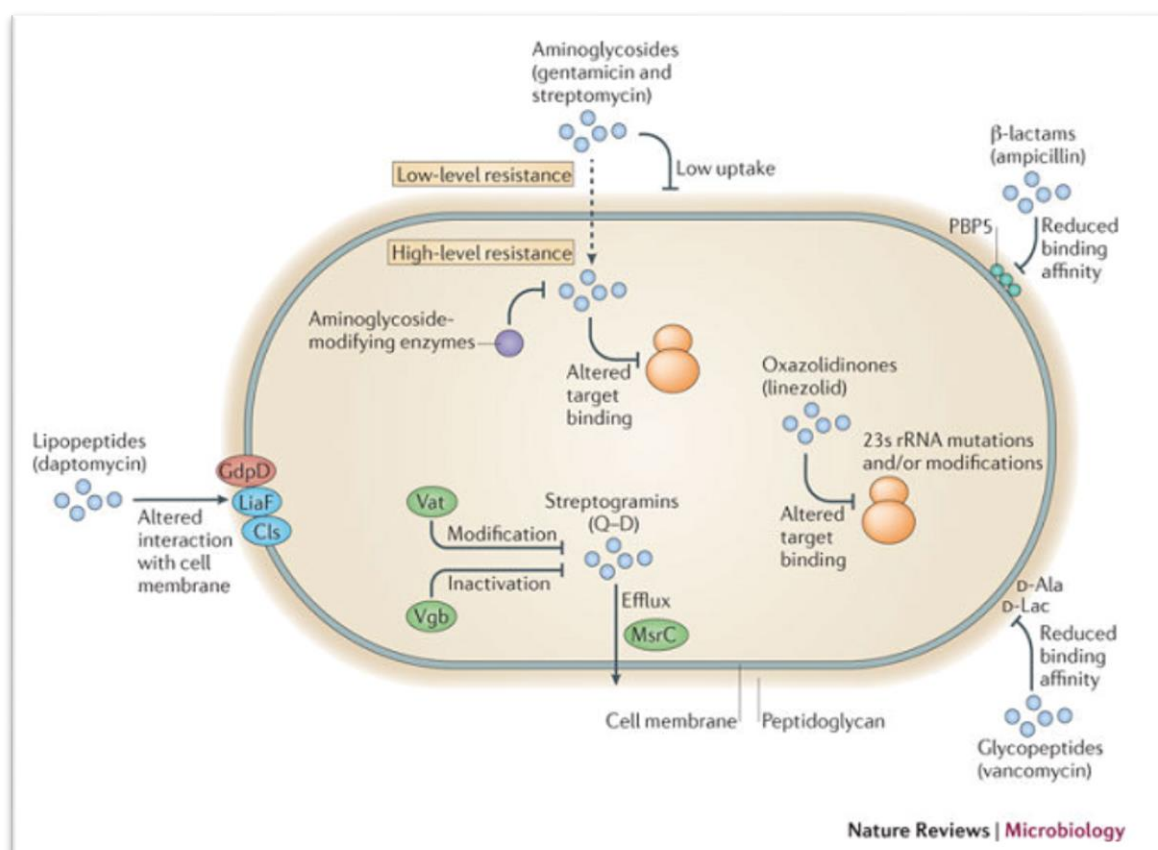 Aminoglycosides
(gentamicin and
streptomycin)
Low-level resistance
Low uptake
β-lactams
(ampicillin)
PBP5
Reduced
binding
affinity
High-level resistance
Aminoglycoside-
modifying enzymes
Altered
target
binding
Oxazolidinones
(linezolid)
23s rRNA mutations
and/or modifications
Altered
target
binding
Lipopeptides
(daptomycin)
GdpD
LiaF
Cls
Altered
interaction
with cell
membrane
Vat
Modification
Streptogramins
(Q–D)
Inactivation
Vgb
Efflux
MsrC
D-Ala
D-Lac
Reduced
binding
affinity
Cell membrane
Peptidoglycan
Glycopeptides
(vancomycin)
Nature Reviews | Microbiology